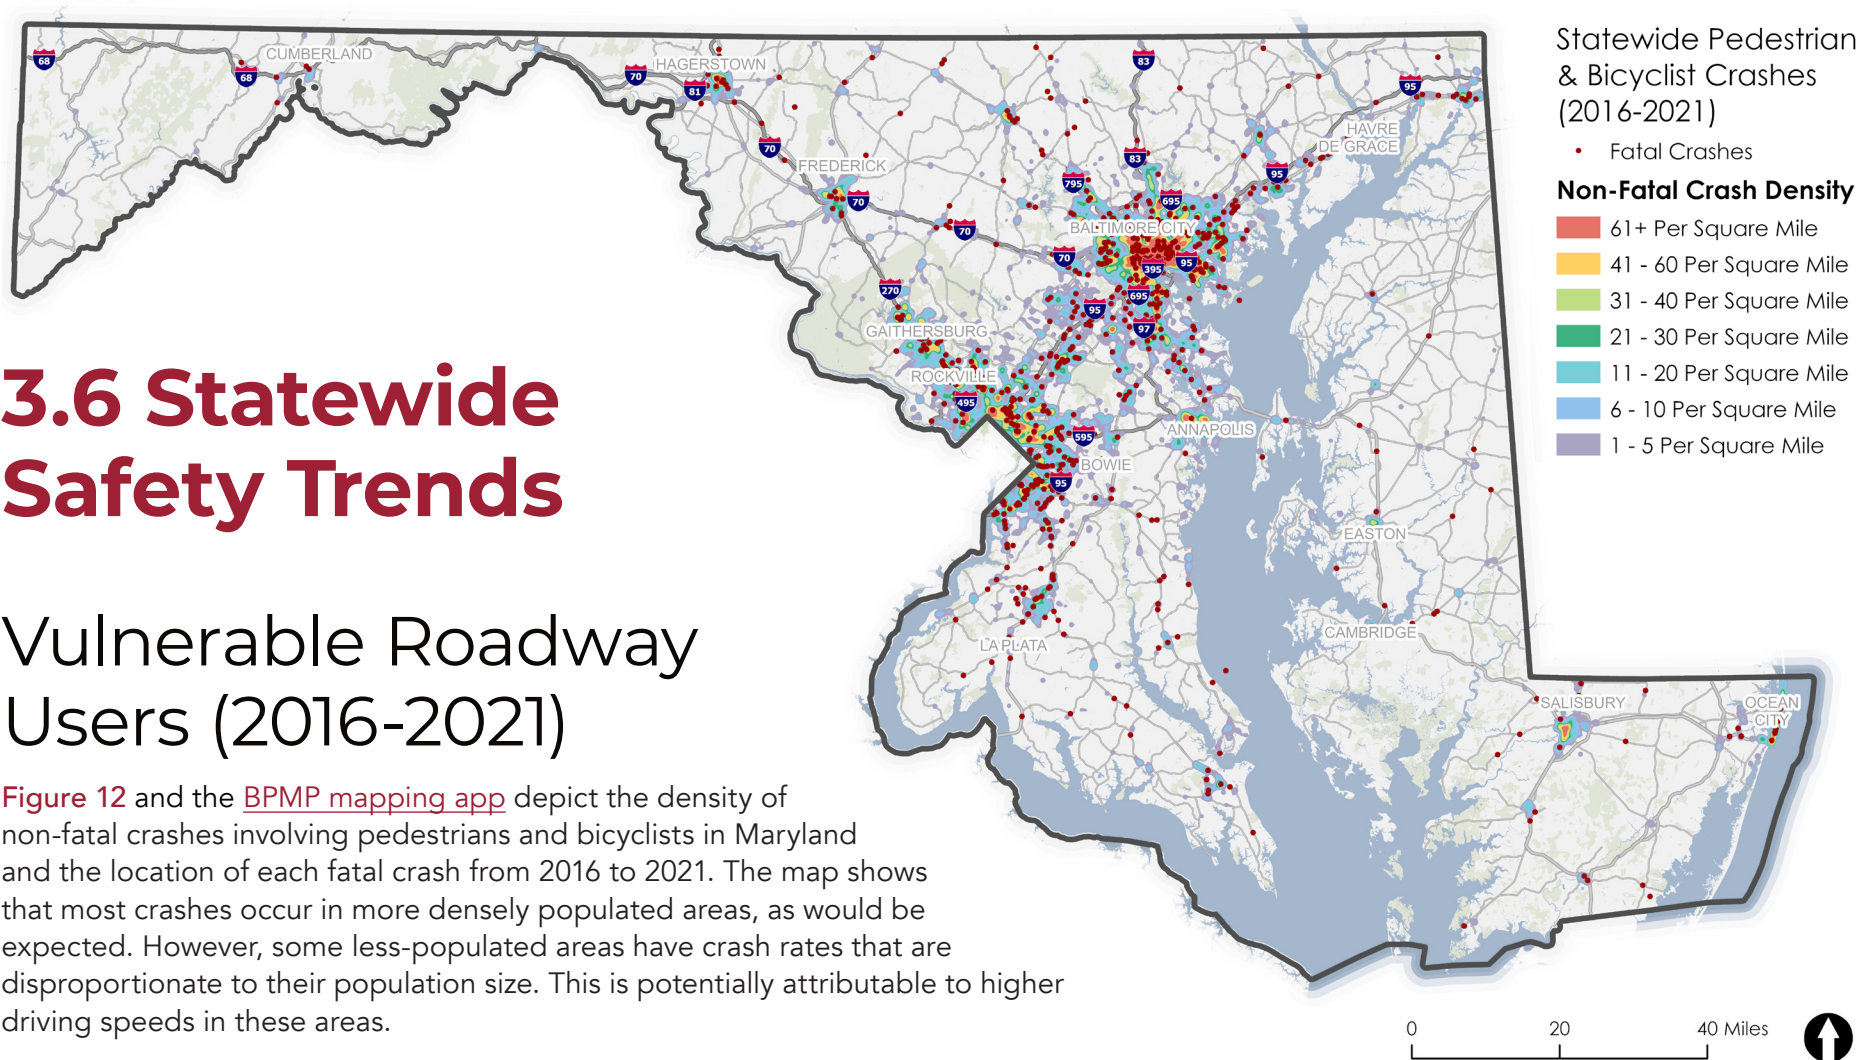 68
68
CUMBERLAND
70
HAGERSTOWN
81
83
95
70
FREDERICK
70
HAVRE
DE GRACE
83
795
95
695
BALTIMORE CITY
70
70
395
95
270
695
95
97
GAITHERSBURG
ROCKVILLE
495
ANNAPOLIS
595
BOWIE
95
EASTON
CAMBRIDGE
LA PLATA
SALISBURY
OCEAN
CITY
Statewide Pedestrian
& Bicyclist Crashes
(2016-2021)
Fatal Crashes
Non-Fatal Crash Density
61+ Per Square Mile
41 - 60 Per Square Mile
31 - 40 Per Square Mile
21 - 30 Per Square Mile
11 - 20 Per Square Mile
6 - 10 Per Square Mile
1 - 5 Per Square Mile
3.6 Statewide
Safety Trends
Vulnerable Roadway
Users (2016-2021)
Figure 12 and the BPMP mapping app depict the density of
non-fatal crashes involving pedestrians and bicyclists in Maryland
and the location of each fatal crash from 2016 to 2021. The map shows
that most crashes occur in more densely populated areas, as would be
expected. However, some less-populated areas have crash rates that are
disproportionate to their population size. This is potentially attributable to higher
driving speeds in these areas.
0 20 40 Miles